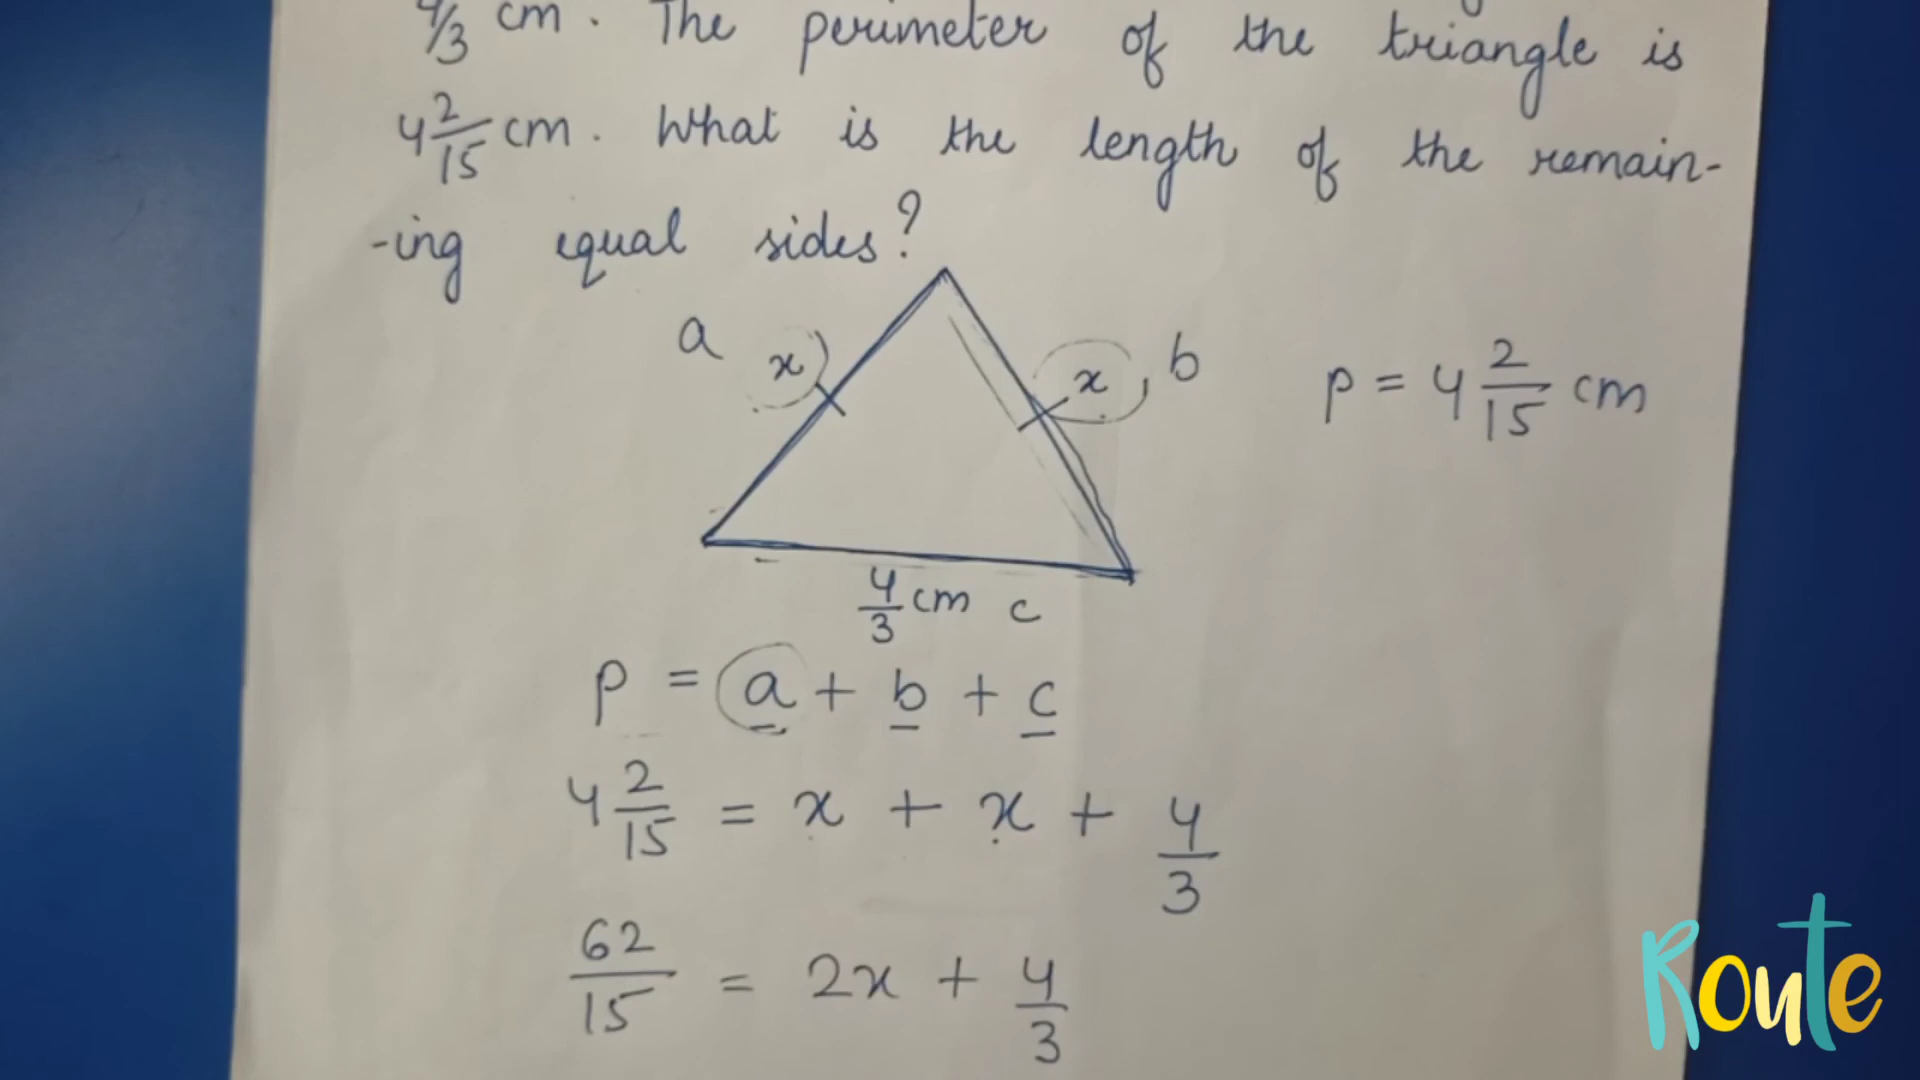 4/3 cm. The perimeter of the triangle is
4 2/15 cm. What is the length of the remain-
-ing equal sides?
a x x b
P = 4 2/15 cm
4/3 cm c
P = a + b + c
4 2/15 = x + x + 4/3
62/15 = 2x + 4/3
Route